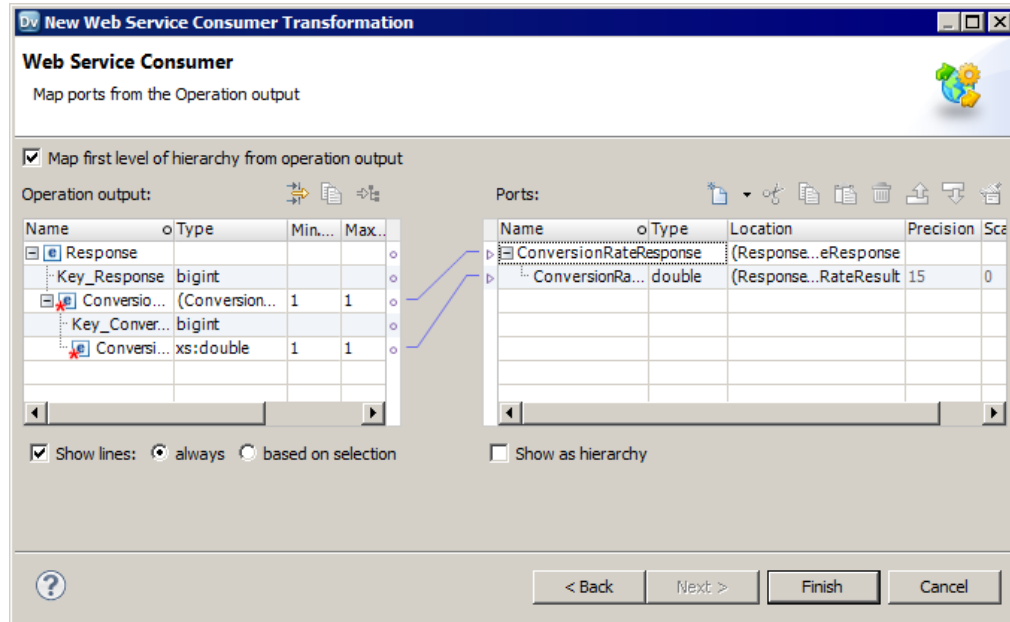 Dv New Web Service Consumer Transformation
Web Service Consumer
Map ports from the Operation output
Map first level of hierarchy from operation output
Operation output: Ports:
Name Type Min.... Max... Name Type Location Precision Sca
e Response ConversionRateResponse (Response...eResponse
Key_Response bigint ConversionRa... double (Response...RateResult 15 0
e Conversio... (Conversion... 1 1
Key_Conver... bigint
e Conversi... xs:double 1 1
Show lines: always based on selection Show as hierarchy
? < Back Next > Finish Cancel